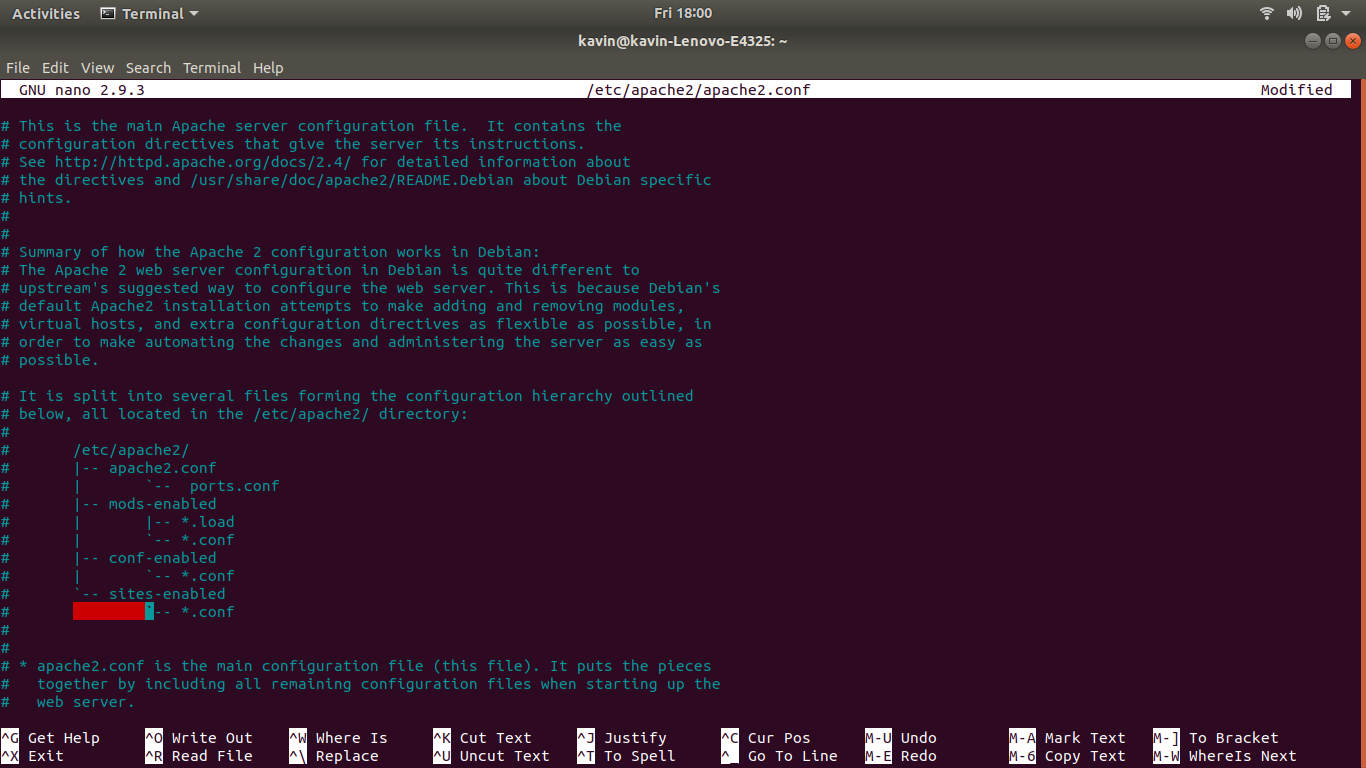 Activities Terminal Fri 18:00
kavin@kavin-Lenovo-E4325: ~
File Edit View Search Terminal Help
GNU nano 2.9.3 /etc/apache2/apache2.conf Modified
# This is the main Apache server configuration file.  It contains the
# configuration directives that give the server its instructions.
# See http://httpd.apache.org/docs/2.4/ for detailed information about
# the directives and /usr/share/doc/apache2/README.Debian about Debian specific
# hints.
#
#
# Summary of how the Apache 2 configuration works in Debian:
# The Apache 2 web server configuration in Debian is quite different to
# upstream's suggested way to configure the web server. This is because Debian's
# default Apache2 installation attempts to make adding and removing modules,
# virtual hosts, and extra configuration directives as flexible as possible, in
# order to make automating the changes and administering the server as easy as
# possible.
# It is split into several files forming the configuration hierarchy outlined
# below, all located in the /etc/apache2/ directory:
#
#       /etc/apache2/
#       |-- apache2.conf
#       |       `--  ports.conf
#       |-- mods-enabled
#       |       |-- *.load
#       |       `-- *.conf
#       |-- conf-enabled
#       |       `-- *.conf
#       `-- sites-enabled
#               `-- *.conf
#
#
# * apache2.conf is the main configuration file (this file). It puts the pieces
#   together by including all remaining configuration files when starting up the
#   web server.
^G Get Help ^O Write Out ^W Where Is ^K Cut Text ^J Justify ^C Cur Pos M-U Undo M-A Mark Text M-] To Bracket
^X Exit ^R Read File ^\ Replace ^U Uncut Text ^T To Spell ^_ Go To Line M-E Redo M-6 Copy Text M-W WhereIs Next